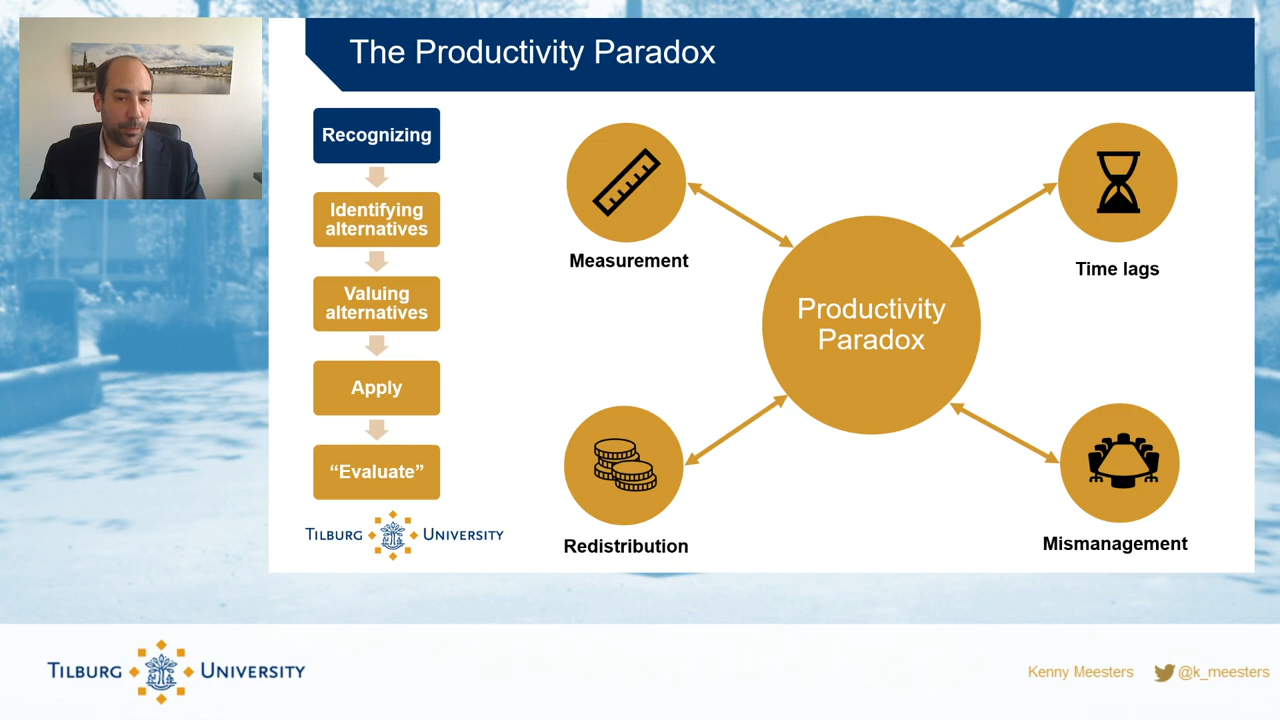 The Productivity Paradox
Recognizing
Identifying
alternatives
Valuing
alternatives
Apply
“Evaluate”
Measurement
Time lags
Productivity
Paradox
Redistribution
Mismanagement
TILBURG UNIVERSITY
TILBURG UNIVERSITY
Kenny Meesters @k_meesters